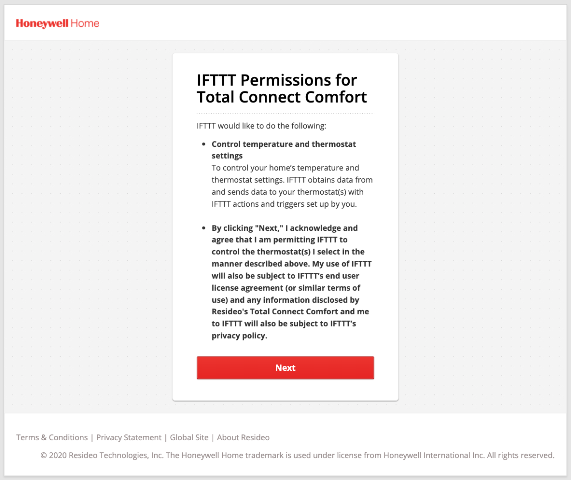 Honeywell Home
IFTTT Permissions for
Total Connect Comfort
IFTTT would like to do the following:
• Control temperature and thermostat
settings
To control your home's temperature and
thermostat settings. IFTTT obtains data from
and sends data to your thermostat(s) with
IFTTT actions and triggers set up by you.
• By clicking "Next," I acknowledge and
agree that I am permitting IFTTT to
control the thermostat(s) I select in the
manner described above. My use of IFTTT
will also be subject to IFTTT's end user
license agreement (or similar terms of
use) and any information disclosed by
Resideo's Total Connect Comfort and me
to IFTTT will also be subject to IFTTT's
privacy policy.
Next
Terms & Conditions | Privacy Statement | Global Site | About Resideo
© 2020 Resideo Technologies, Inc. The Honeywell Home trademark is used under license from Honeywell International Inc. All rights reserved.